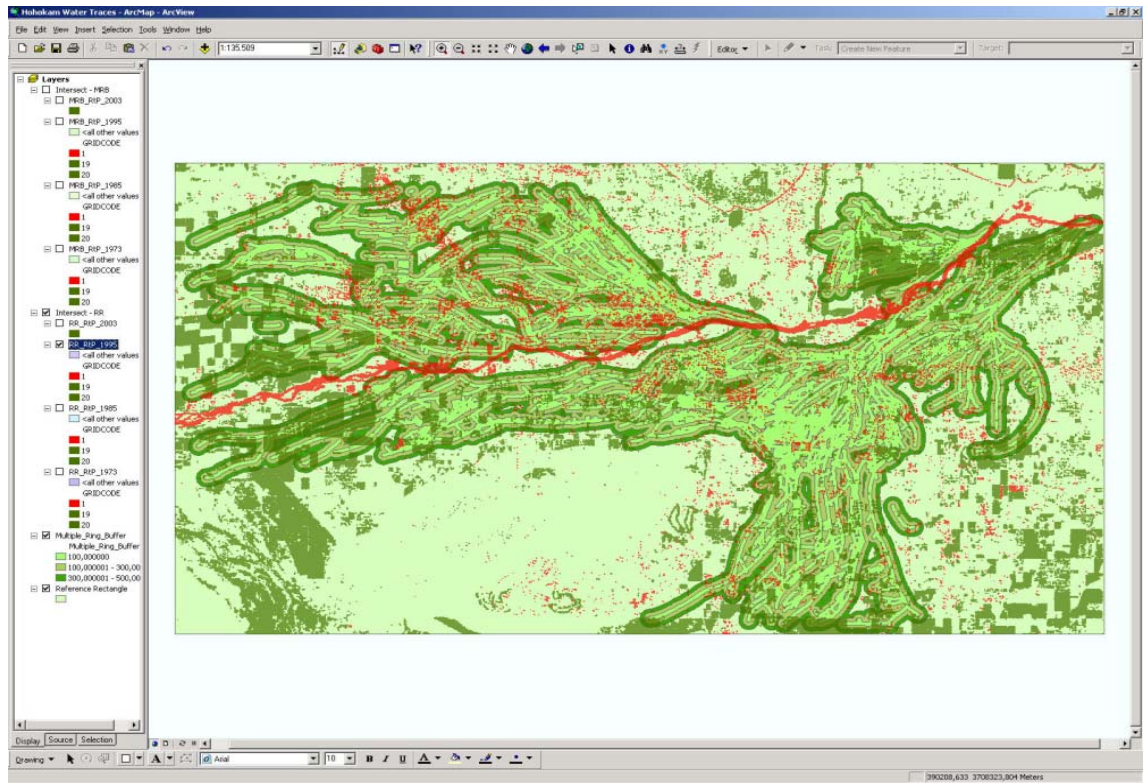 Hohokam Water Traces - ArcMap - ArcView
File Edit View Insert Selection Tools Window Help
1:135.509 Editor Task: Create New Feature Target:
Layers
Intersect - MRB
MRB_RtP_2003
MRB_RtP_1995
<all other values
GRIDCODE
1
19
20
MRB_RtP_1985
<all other values
GRIDCODE
1
19
20
MRB_RtP_1973
<all other values
GRIDCODE
1
19
20
Intersect - RR
RR_RtP_2003
RR_RtP_1995
<all other values
GRIDCODE
1
19
20
RR_RtP_1985
<all other values
GRIDCODE
1
19
20
RR_RtP_1973
<all other values
GRIDCODE
1
19
20
Multiple_Ring_Buffer
Multiple_Ring_Buffer
100,000000
100,000001 - 300,00
300,000001 - 500,00
Reference Rectangle
Display Source Selection
Drawing A Arial 10 B I U A
390208,633 3708323,804 Meters